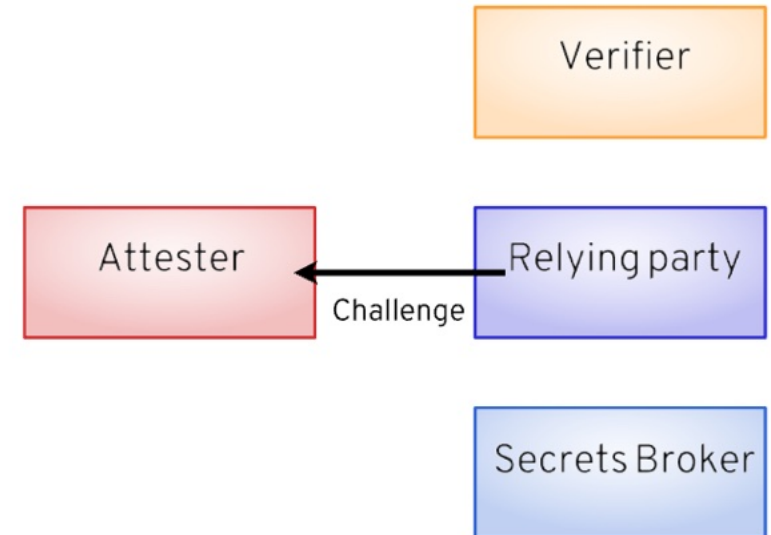 Verifier
Attester
Relying party
Challenge
Secrets Broker